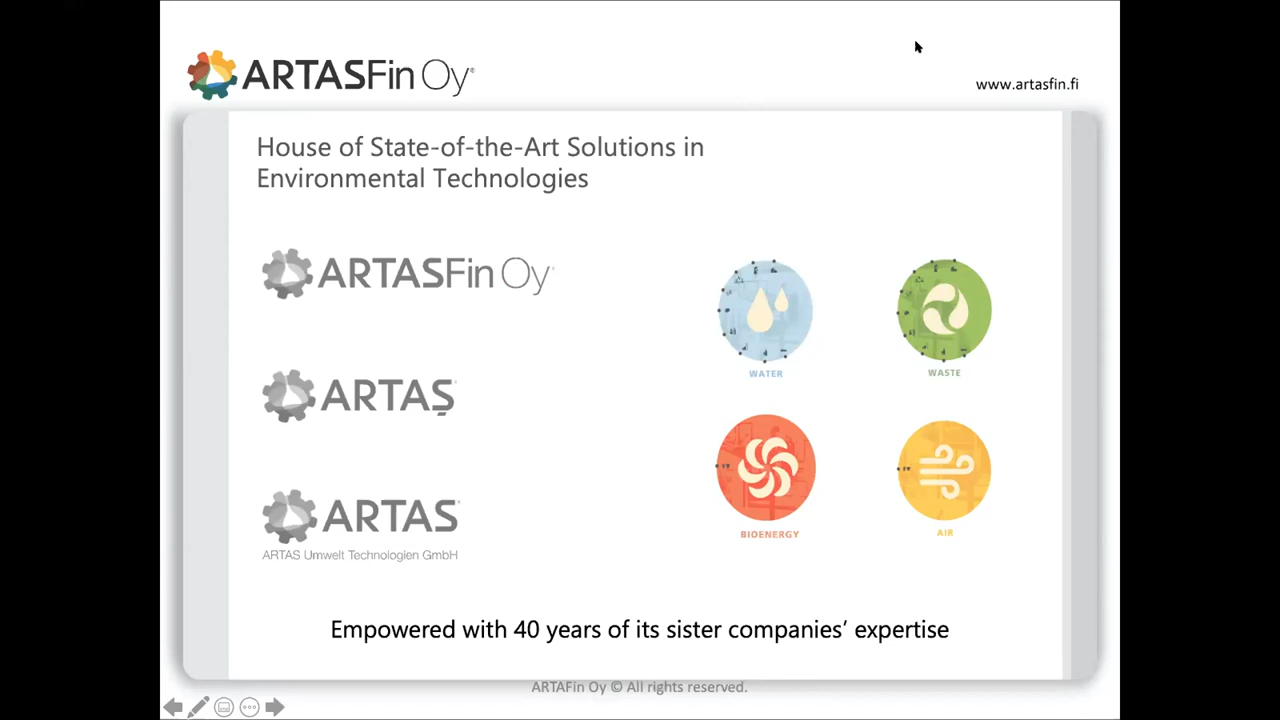 ARTASFin Oy®
www.artasfin.fi
House of State-of-the-Art Solutions in
Environmental Technologies
ARTASFin Oy
ARTAŞ
ARTAS
ARTAS Umwelt Technologien GmbH
WATER
WASTE
BIOENERGY
AIR
Empowered with 40 years of its sister companies’ expertise
ARTAFin Oy © All rights reserved.